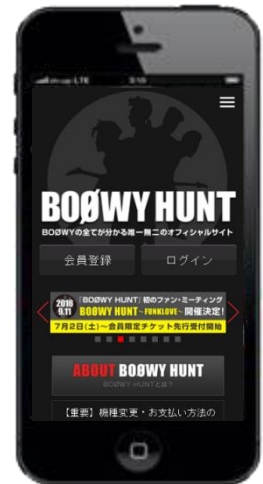 3:15
BOØWY HUNT
BOØWYの全てが分かる唯一無二のオフィシャルサイト
会員登録
ログイン
2016
9.11
「BOØWY HUNT」初のファン・ミーティング
BOØWY HUNT~FUNKLOVE~開催決定!
7月2日(土)~会員限定チケット先行受付開始
ABOUT BOØWY HUNT
BOØWY HUNTとは?
【重要】機種変更・お支払い方法の